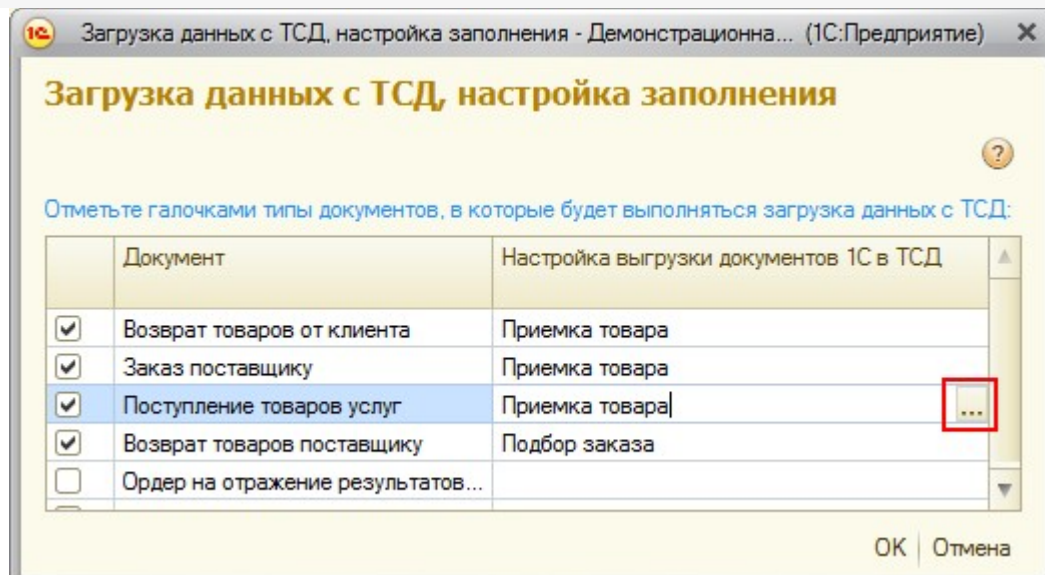 1С Загрузка данных с ТСД, настройка заполнения - Демонстрационна... (1С:Предприятие)
Загрузка данных с ТСД, настройка заполнения
?
Отметьте галочками типы документов, в которые будет выполняться загрузка данных с ТСД:
Документ Настройка выгрузки документов 1С в ТСД
Возврат товаров от клиента Приемка товара
Заказ поставщику Приемка товара
Поступление товаров услуг Приемка товара ...
Возврат товаров поставщику Подбор заказа
Ордер на отражение результатов...
OK Отмена